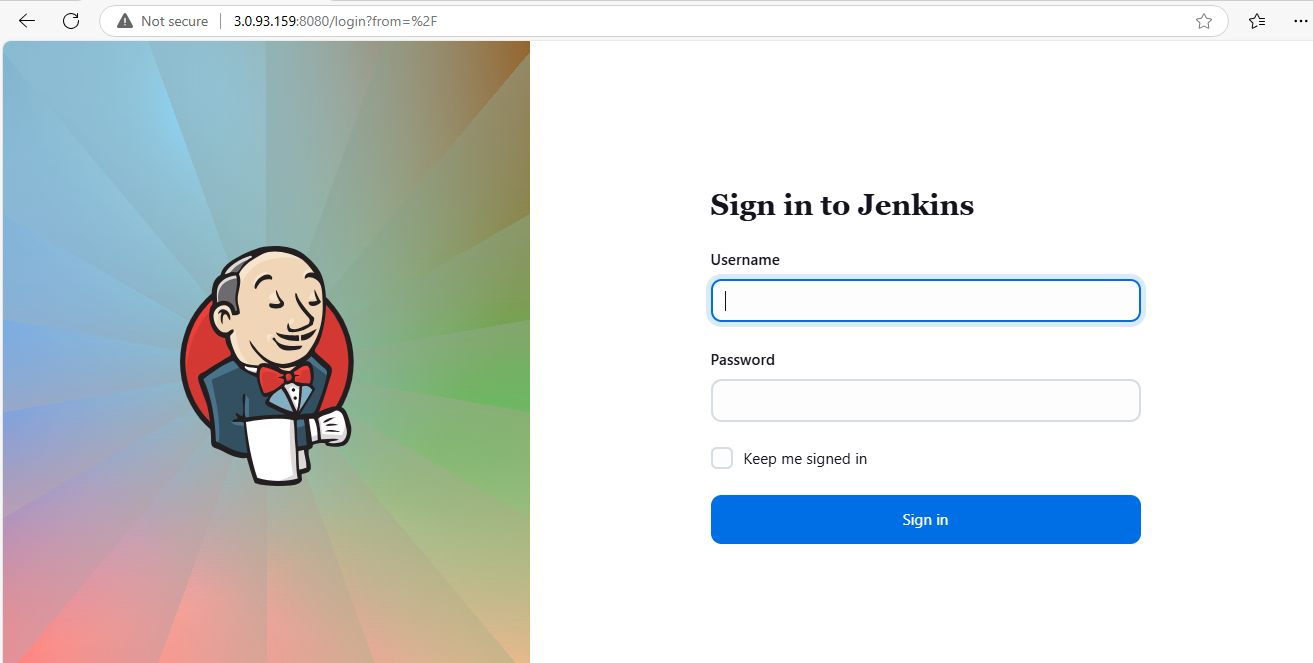 Not secure | 3.0.93.159:8080/login?from=%2F
Sign in to Jenkins
Username
Password
Keep me signed in
Sign in